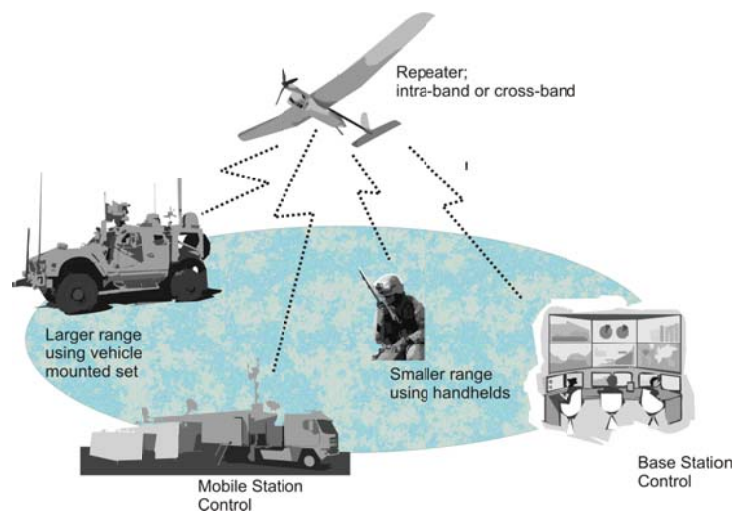 Repeater;
intra-band or cross-band
Larger range
using vehicle
mounted set
Smaller range
using handhelds
Mobile Station
Control
Base Station
Control